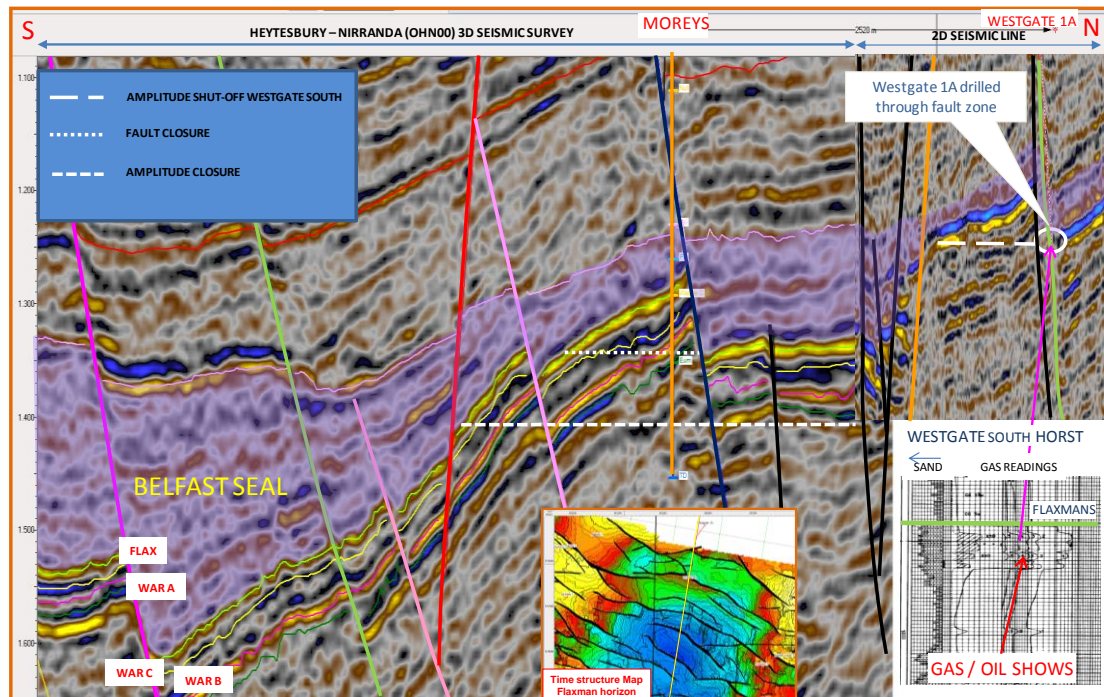 S
HEYTESBURY – NIRRANDA (OHN00) 3D SEISMIC SURVEY
MOREYS
2520 m
WESTGATE 1A
2D SEISMIC LINE
N
1.100
1.200
1.300
1.400
1.500
1.600
AMPLITUDE SHUT-OFF WESTGATE SOUTH
FAULT CLOSURE
AMPLITUDE CLOSURE
Westgate 1A drilled
through fault zone
BELFAST SEAL
TD
FLAX
WAR A
WAR C
WAR B
Time structure Map
Flaxman horizon
WESTGATE SOUTH HORST
SAND
GAS READINGS
FLAXMANS
GAS / OIL SHOWS